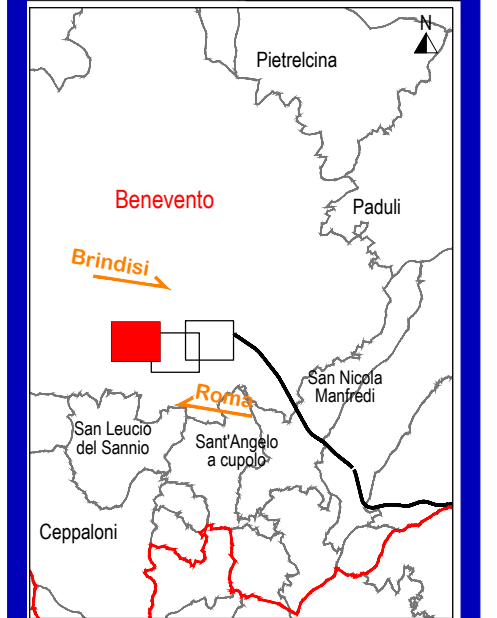 N
Pietrelcina
Benevento
Paduli
Brindisi
San Nicola
Manfredi
Roma
San Leucio
del Sannio
Sant'Angelo
a cupolo
Ceppaloni